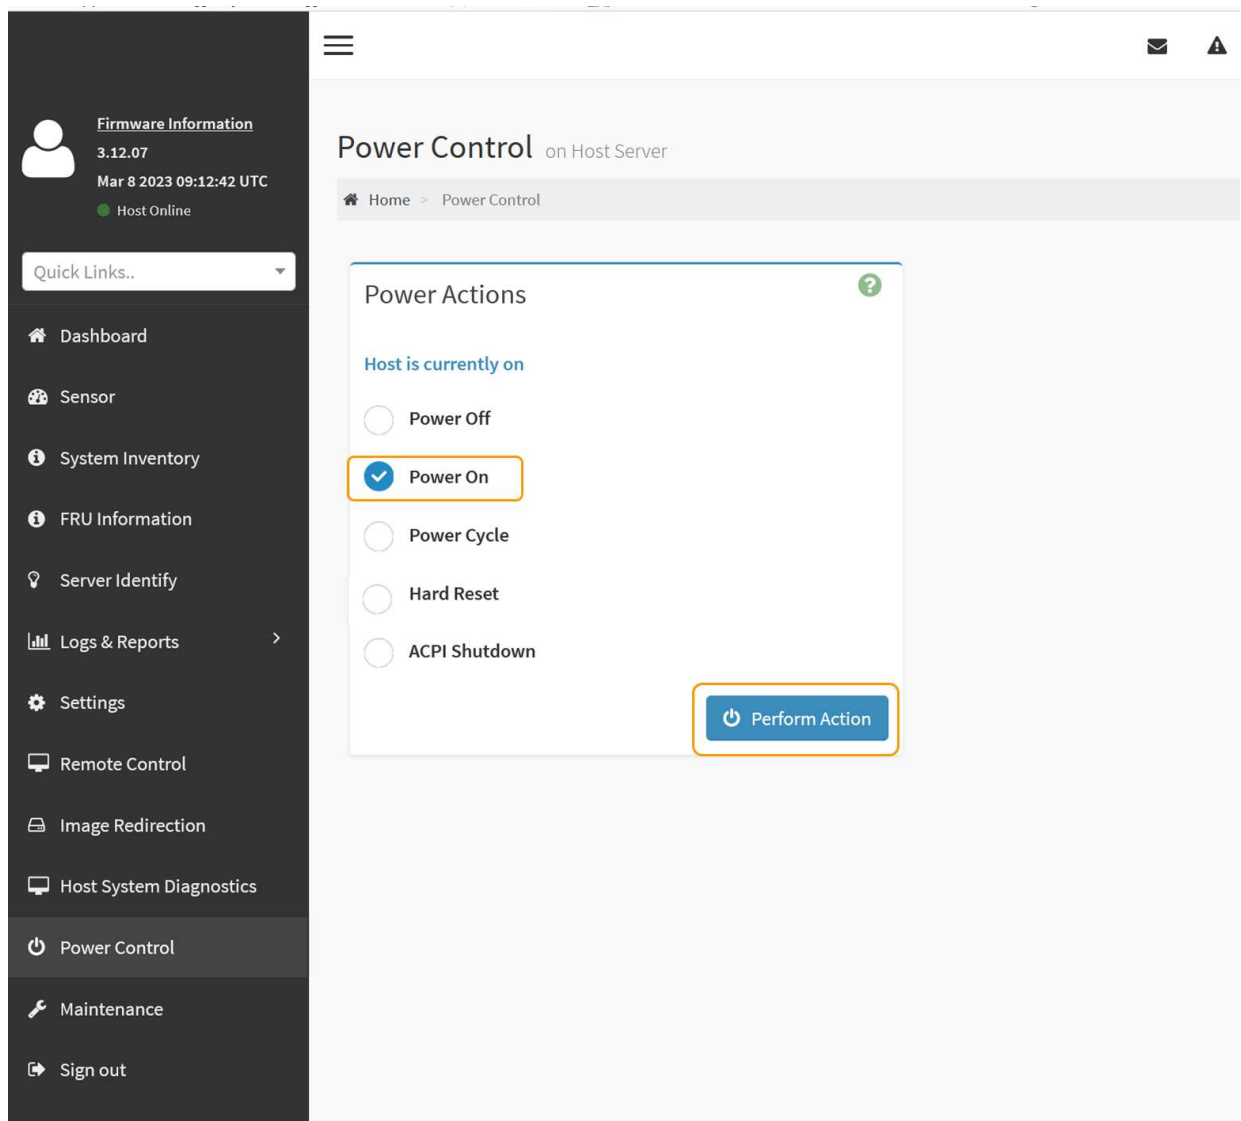 Firmware Information
3.12.07
Mar 8 2023 09:12:42 UTC
Host Online
Quick Links..
Dashboard
Sensor
System Inventory
FRU Information
Server Identify
Logs & Reports
Settings
Remote Control
Image Redirection
Host System Diagnostics
Power Control
Maintenance
Sign out
Power Control on Host Server
Home > Power Control
Power Actions
Host is currently on
Power Off
Power On
Power Cycle
Hard Reset
ACPI Shutdown
Perform Action